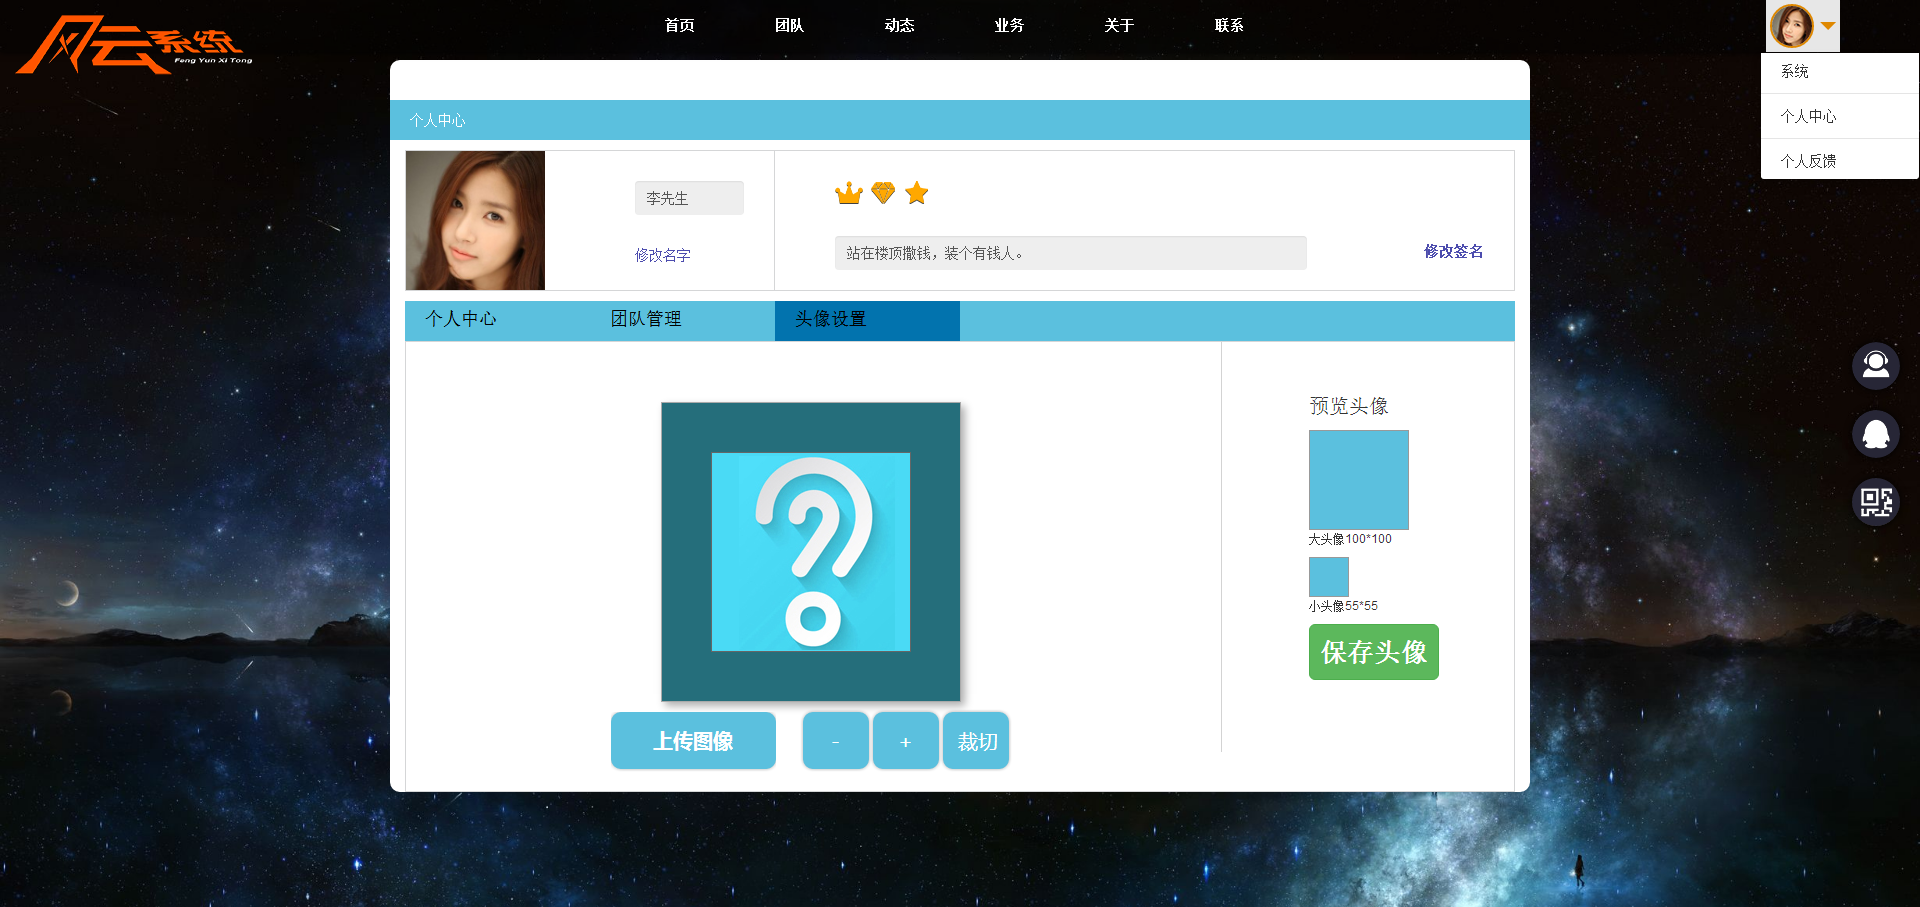 风云系统
Feng Yun Xi Tong
首页 团队 动态 业务 关于 联系
系统
个人中心
个人反馈
个人中心
李先生
修改名字
站在楼顶撒钱，装个有钱人。
修改签名
个人中心 团队管理 头像设置
预览头像
大头像100*100
小头像55*55
保存头像
上传图像 - + 裁切